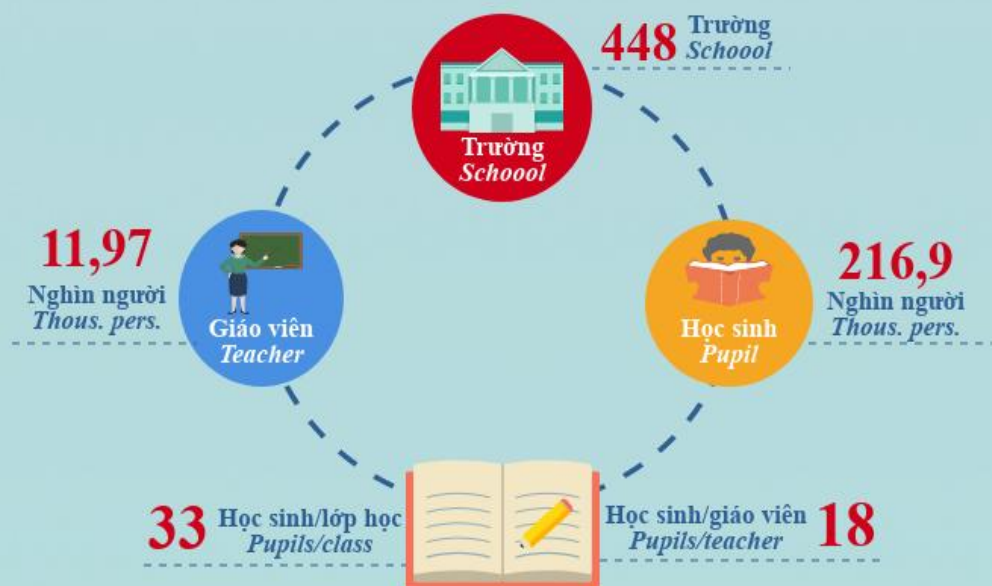 448 Trường
Schoool
Trường
Schoool
11,97
Nghìn người
Thous. pers.
Giáo viên
Teacher
Học sinh
Pupil
216,9
Nghìn người
Thous. pers.
33 Học sinh/lớp học
Pupils/class
Học sinh/giáo viên 18
Pupils/teacher